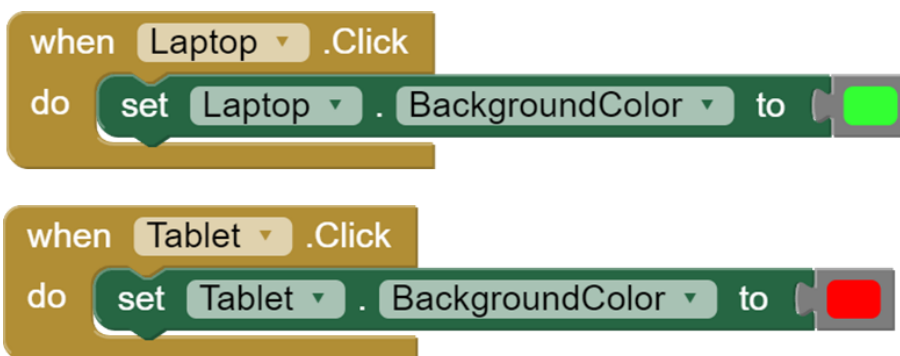 when Laptop .Click
do set Laptop . BackgroundColor to
when Tablet .Click
do set Tablet . BackgroundColor to